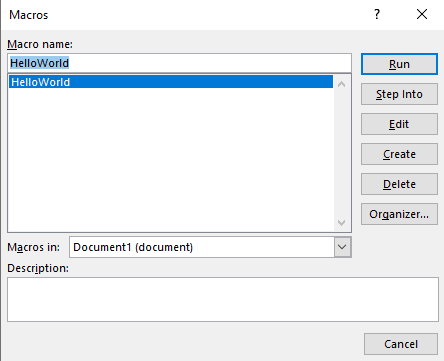 Macros
?
Macro name:
HelloWorld
HelloWorld
Run
Step Into
Edit
Create
Delete
Organizer...
Macros in: Document1 (document)
Description:
Cancel